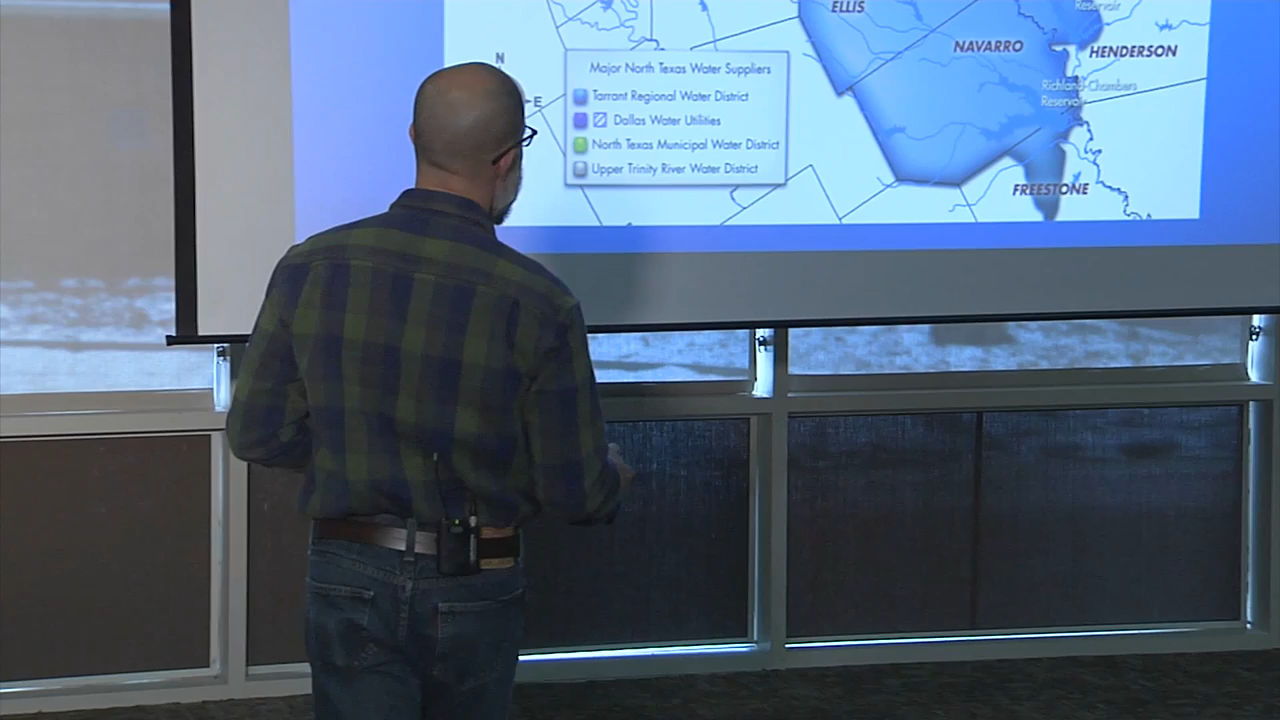 ELLIS
Reservoir
NAVARRO
HENDERSON
N
E
Major North Texas Water Suppliers
Tarrant Regional Water District
Dallas Water Utilities
North Texas Municipal Water District
Upper Trinity River Water District
Richland-Chambers
Reservoir
FREESTONE